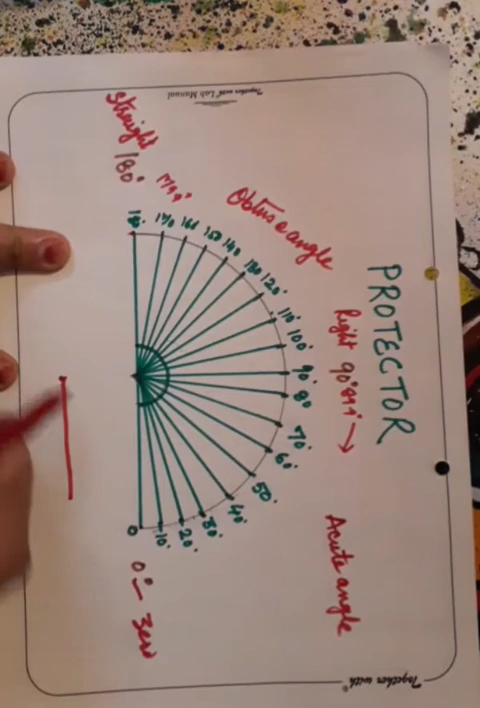 PROTECTOR
Right 90°
Obtuse angle
Acute angle
Straight
180°
180°
170
160
150
140
120°
110°
100°
90°
80°
70°
60°
50°
40°
30°
20°
10°
0
0° - Zero
Together with® Lab Manual
Together with®